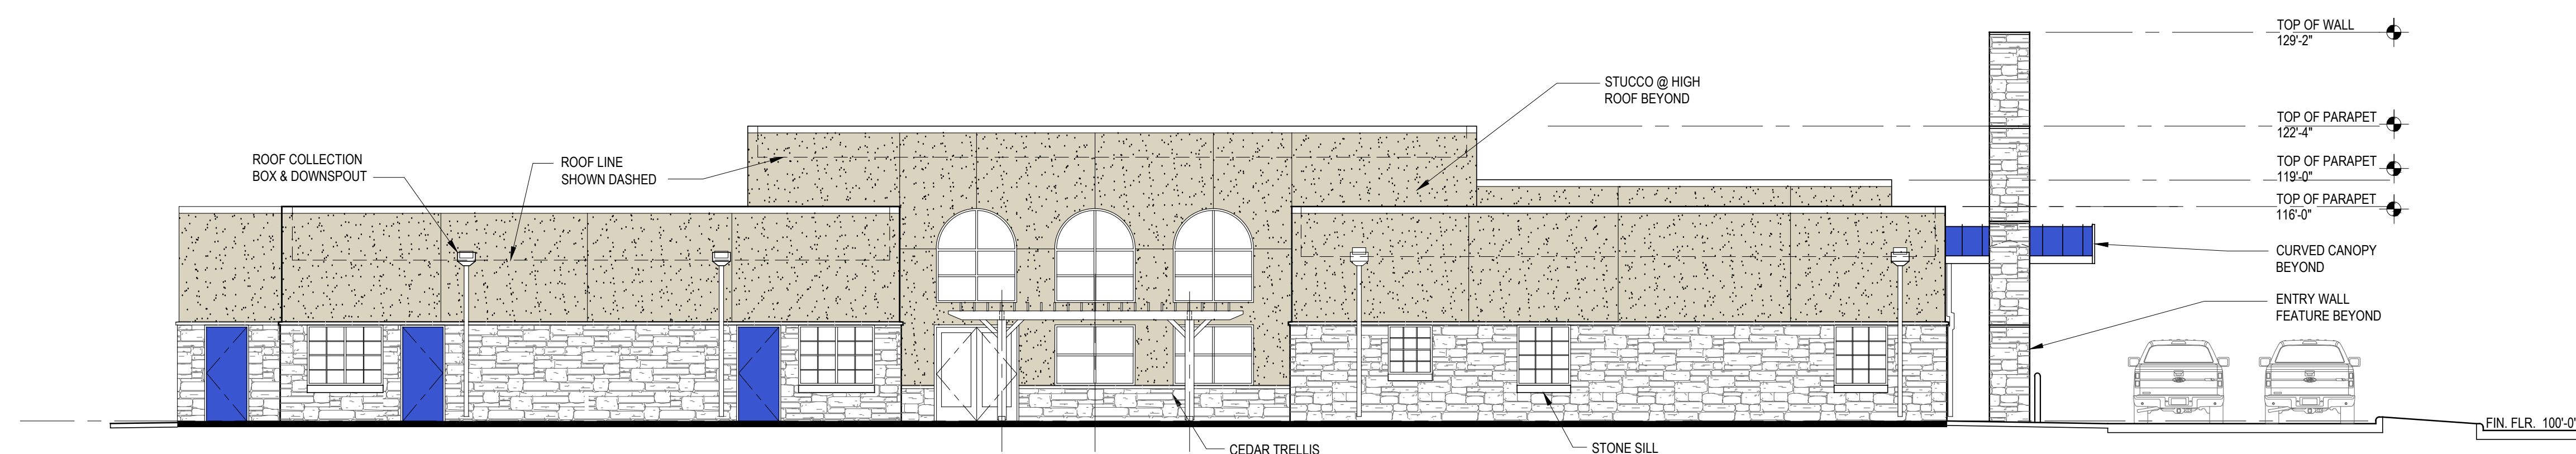 TOP OF WALL
129'-2"
STUCCO @ HIGH
ROOF BEYOND
TOP OF PARAPET
122'-4"
ROOF COLLECTION
BOX & DOWNSPOUT
ROOF LINE
SHOWN DASHED
TOP OF PARAPET
119'-0"
TOP OF PARAPET
116'-0"
CURVED CANOPY
BEYOND
ENTRY WALL
FEATURE BEYOND
FIN. FLR. 100'-0"
CEDAR TRELLIS
STONE SILL